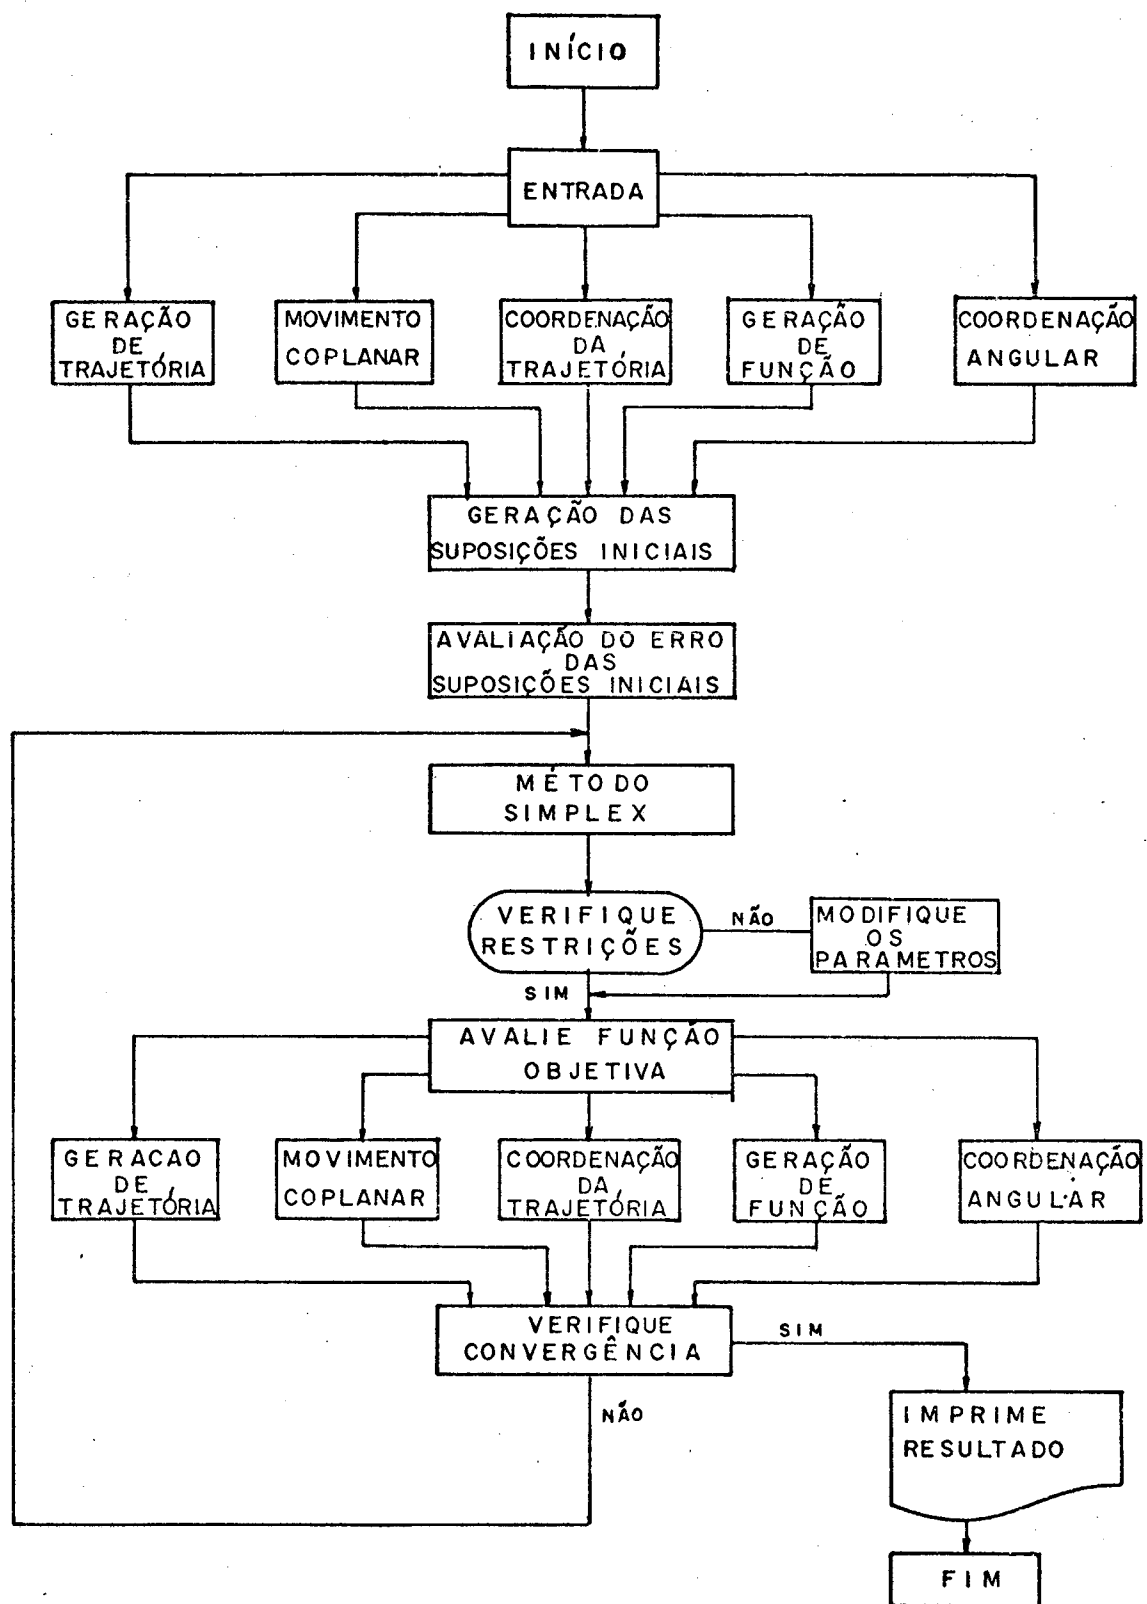 INÍCIO
ENTRADA
GERAÇÃO
DE
TRAJETÓRIA
MOVIMENTO
COPLANAR
COORDENAÇÃO
DA
TRAJETÓRIA
GERAÇÃO
DE
FUNÇÃO
COORDENAÇÃO
ANGULAR
GERAÇÃO DAS
SUPOSIÇÕES INICIAIS
AVALIAÇÃO DO ERRO
DAS
SUPOSIÇÕES INICIAIS
MÉTODO
SIMPLEX
VERIFIQUE
RESTRIÇÕES
NÃO
MODIFIQUE
OS
PARAMETROS
SIM
AVALIE FUNÇÃO
OBJETIVA
GERACAO
DE
TRAJETÓRIA
MOVIMENTO
COPLANAR
COORDENAÇÃO
DA
TRAJETÓRIA
GERAÇÃO
DE
FUNÇÃO
COORDENAÇÃO
ANGULAR
VERIFIQUE
CONVERGÊNCIA
SIM
NÃO
IMPRIME
RESULTADO
FIM